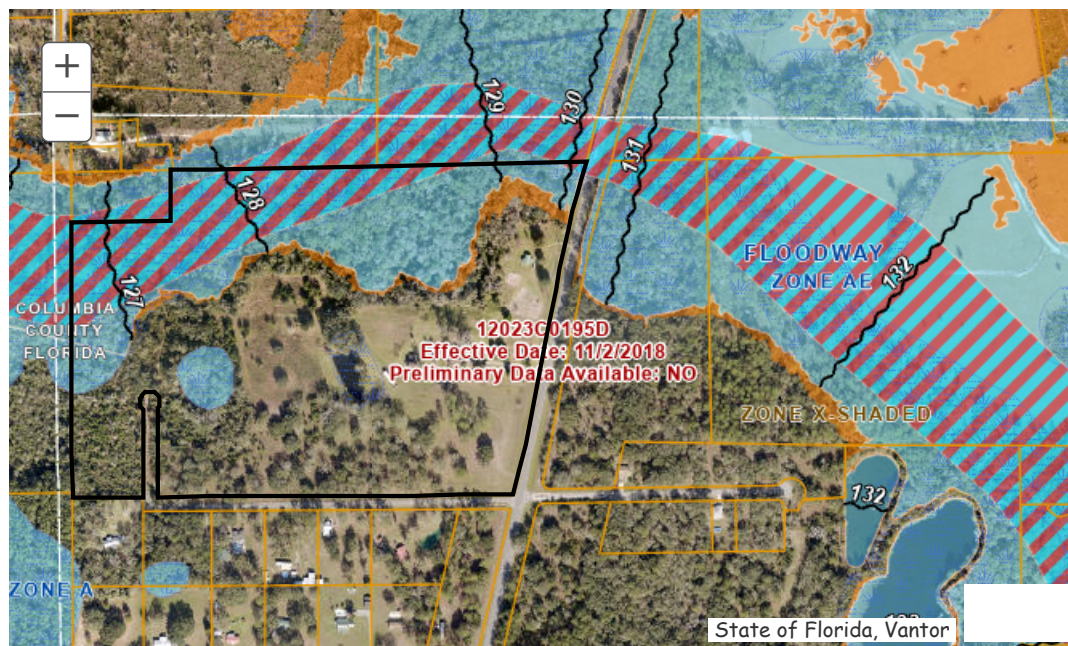 +
−
129
130
131
128
FLOODWAY
ZONE AE
132
127
COLUMBIA
COUNTY
FLORIDA
12023C0195D
Effective Date: 11/2/2018
Preliminary Data Available: NO
ZONE X-SHADED
132
ZONE A
State of Florida, Vantor